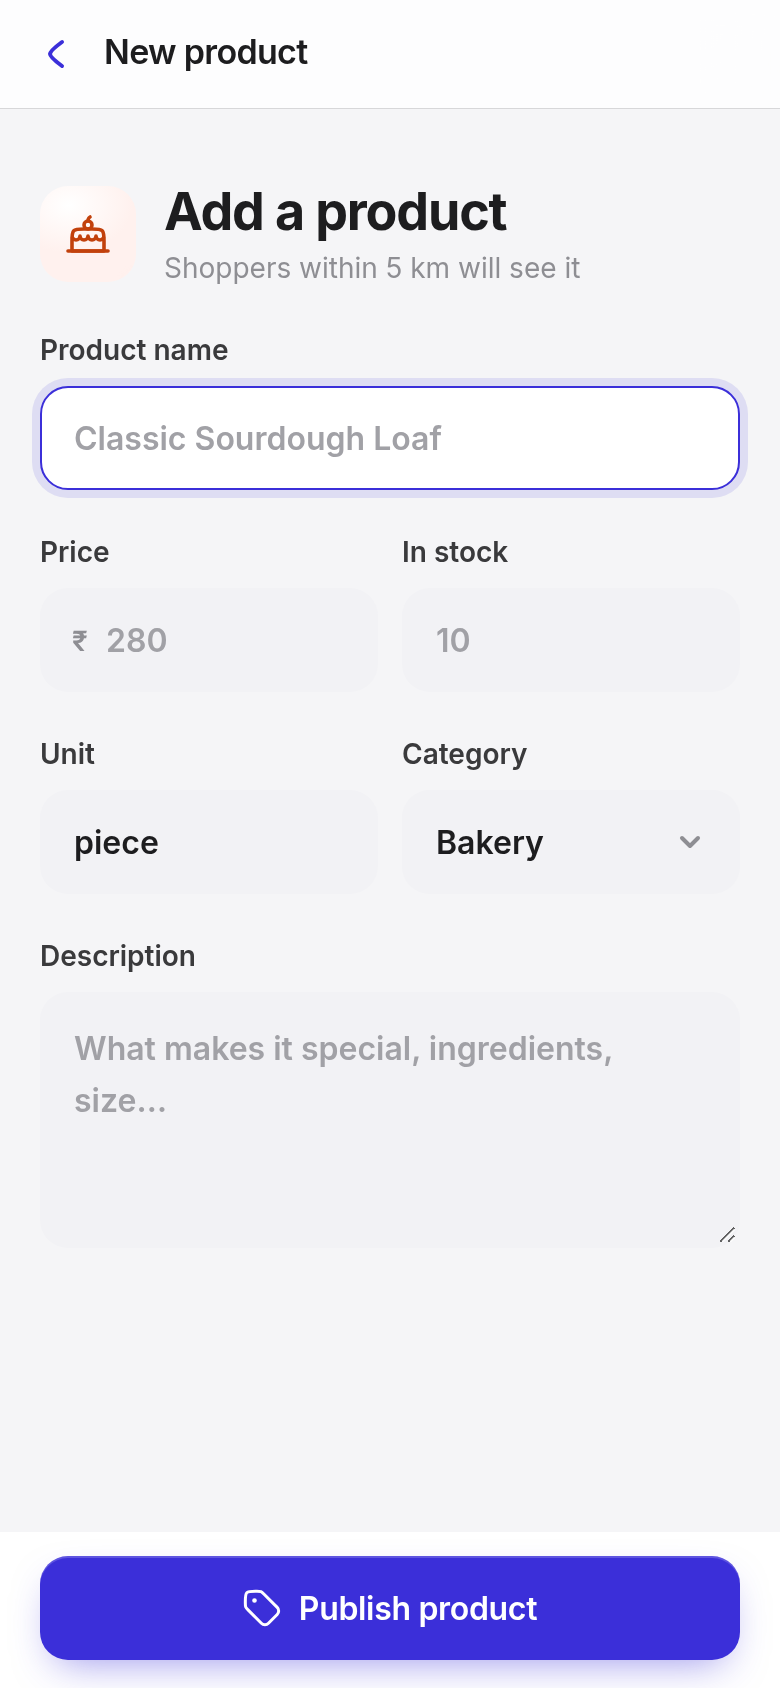 New product
Add a product
Shoppers within 5 km will see it
Product name
Classic Sourdough Loaf
Price
In stock
₹ 280
10
Unit
Category
piece
Bakery
Description
What makes it special, ingredients,
size...
Publish product